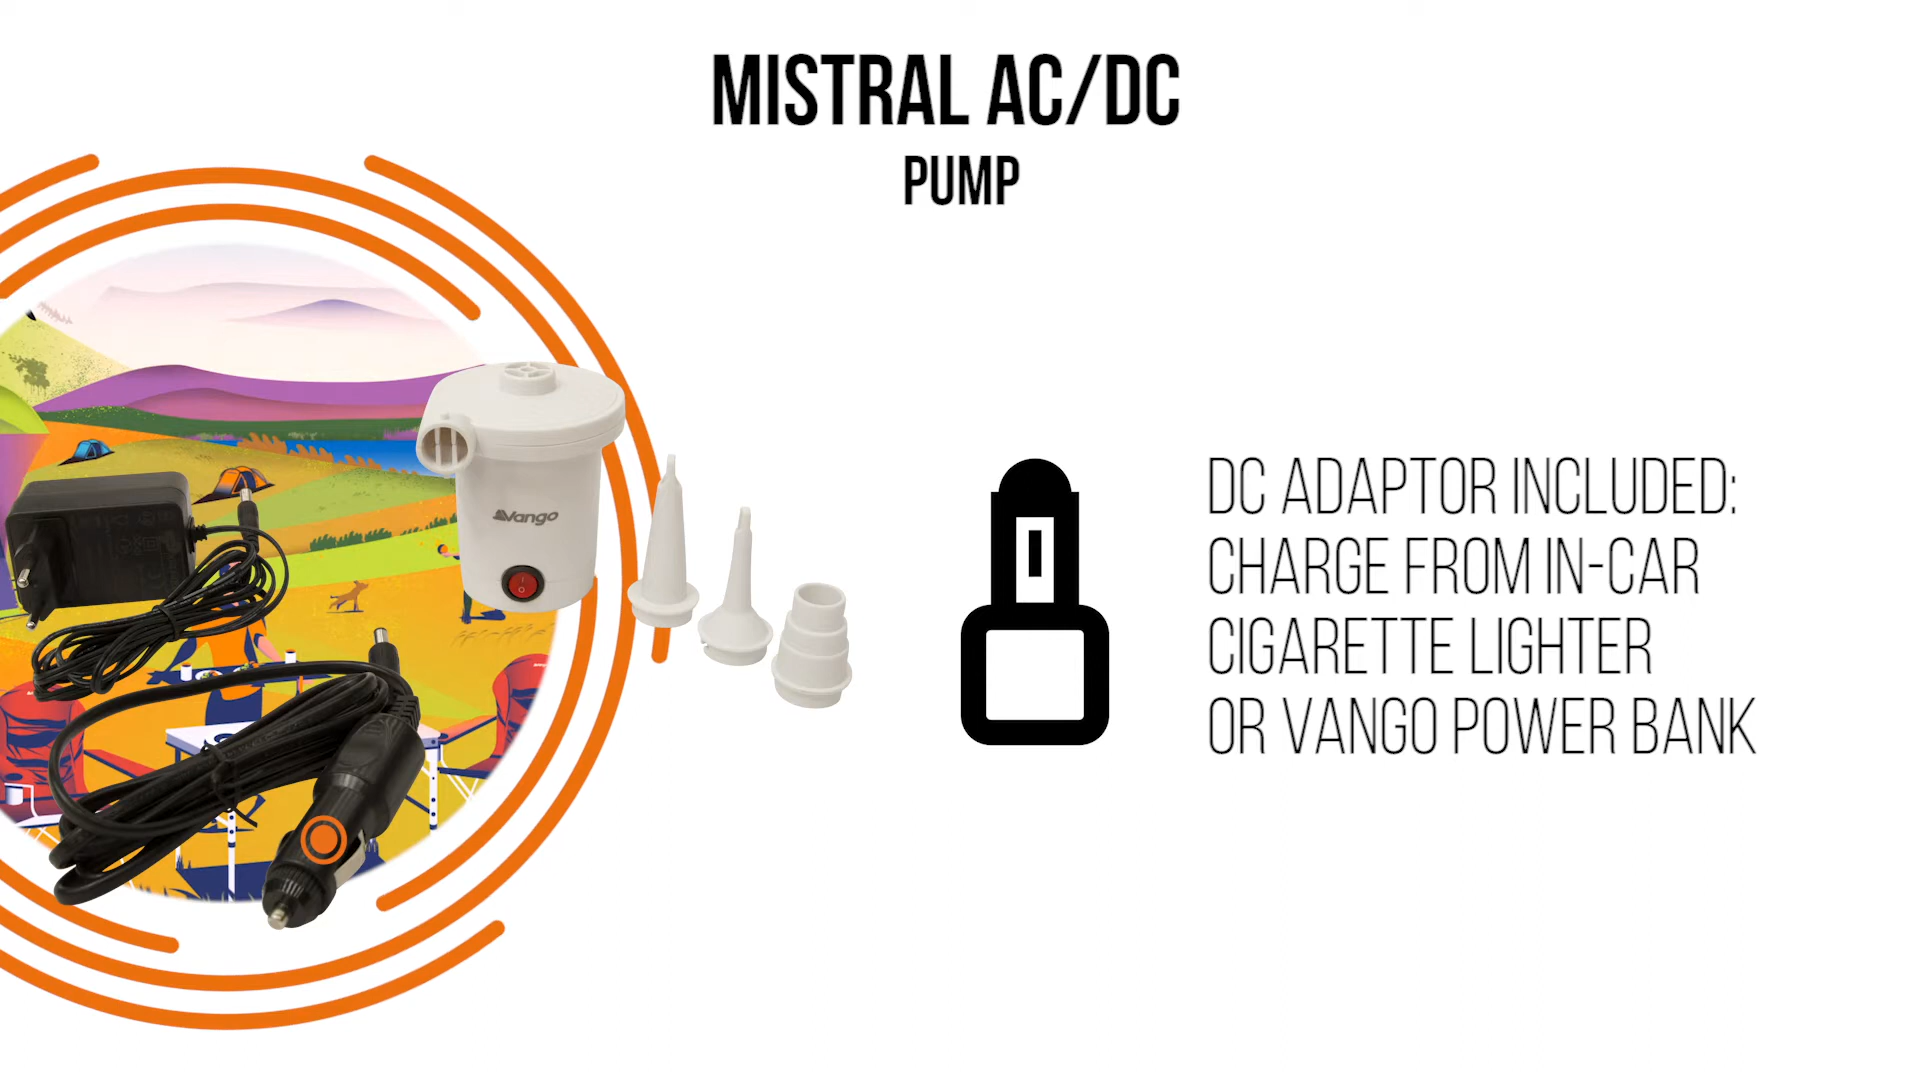 MISTRAL AC/DC
PUMP
Vango
DC ADAPTOR INCLUDED:
CHARGE FROM IN-CAR
CIGARETTE LIGHTER
OR VANGO POWER BANK